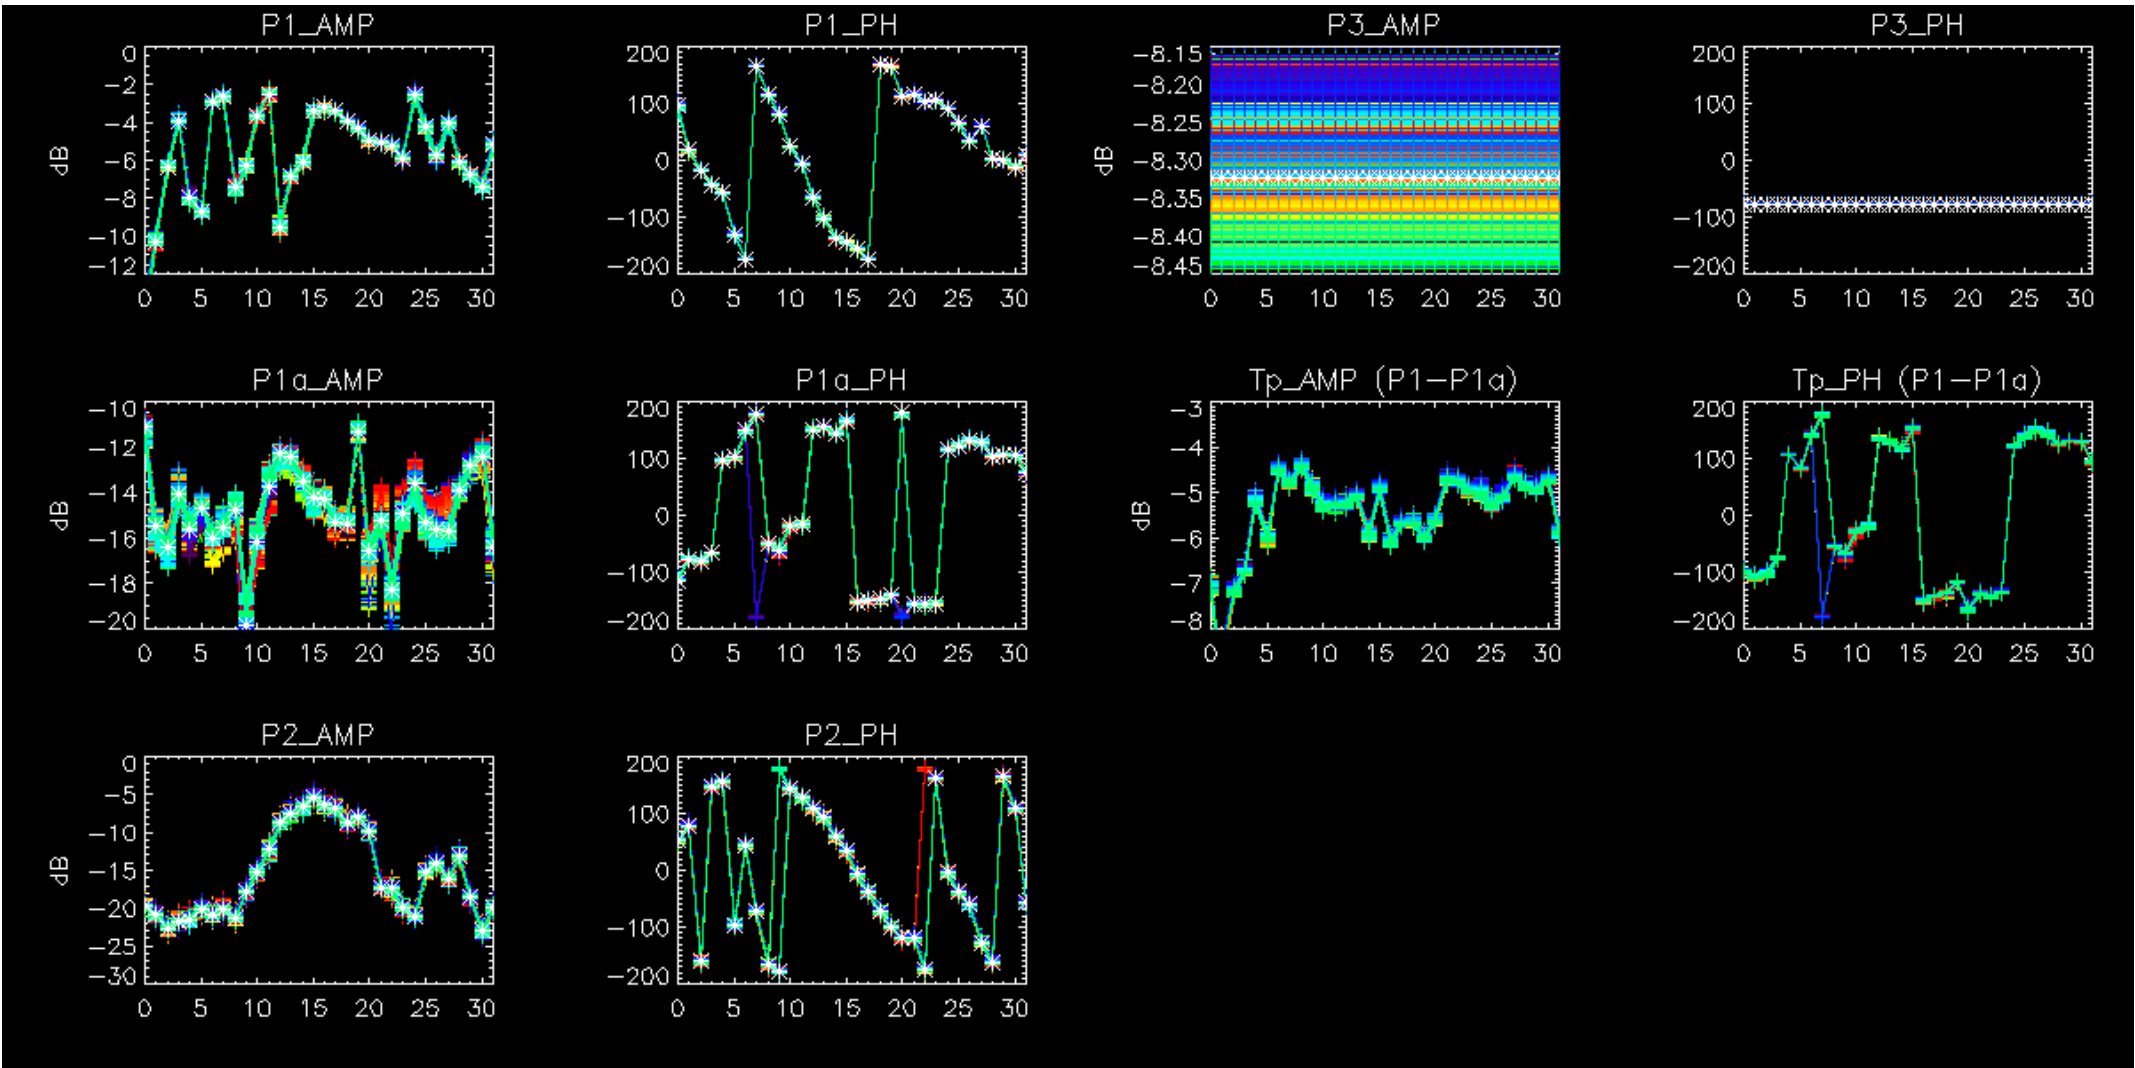 P1_AMP
0
−2
−4
−6
−8
−10
−12
dB
0 5 10 15 20 25 30
P1_PH
200
100
0
−100
−200
0 5 10 15 20 25 30
P3_AMP
−8.15
−8.20
−8.25
−8.30
−8.35
−8.40
−8.45
dB
0 5 10 15 20 25 30
P3_PH
200
100
0
−100
−200
0 5 10 15 20 25 30
P1a_AMP
−10
−12
−14
−16
−18
−20
dB
0 5 10 15 20 25 30
P1a_PH
200
100
0
−100
−200
0 5 10 15 20 25 30
Tp_AMP (P1−P1a)
−3
−4
−5
−6
−7
−8
dB
0 5 10 15 20 25 30
Tp_PH (P1−P1a)
200
100
0
−100
−200
0 5 10 15 20 25 30
P2_AMP
0
−5
−10
−15
−20
−25
−30
dB
0 5 10 15 20 25 30
P2_PH
200
100
0
−100
−200
0 5 10 15 20 25 30